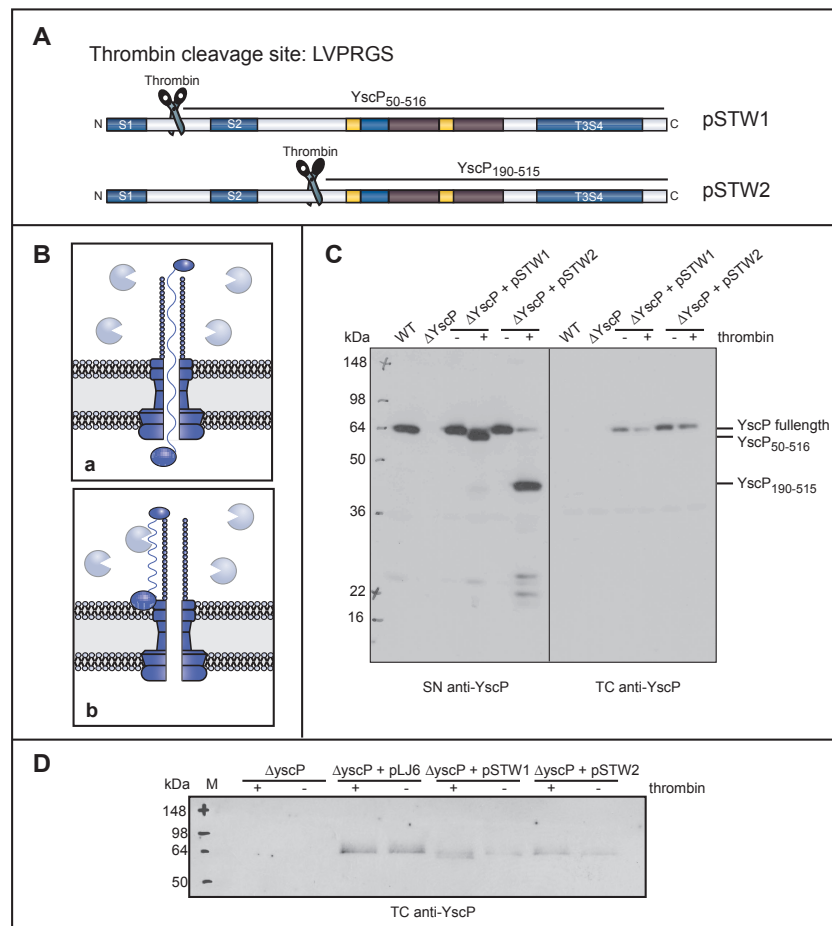 A
Thrombin cleavage site: LVPRGS
Thrombin
YscP50-516
N S1 S2 T3S4 C pSTW1
Thrombin
YscP190-515
N S1 S2 T3S4 C pSTW2
B
a
b
C
WT ΔYscP ΔYscP + pSTW1 ΔYscP + pSTW2 WT ΔYscP ΔYscP + pSTW1 ΔYscP + pSTW2
kDa - + - + - + - + thrombin
148
98
64
50
36
22
16
YscP fullength
YscP50-516
YscP190-515
SN anti-YscP TC anti-YscP
D
ΔyscP ΔyscP + pLJ6 ΔyscP + pSTW1 ΔyscP + pSTW2
kDa M + - + - + - + - thrombin
148
98
64
50
TC anti-YscP